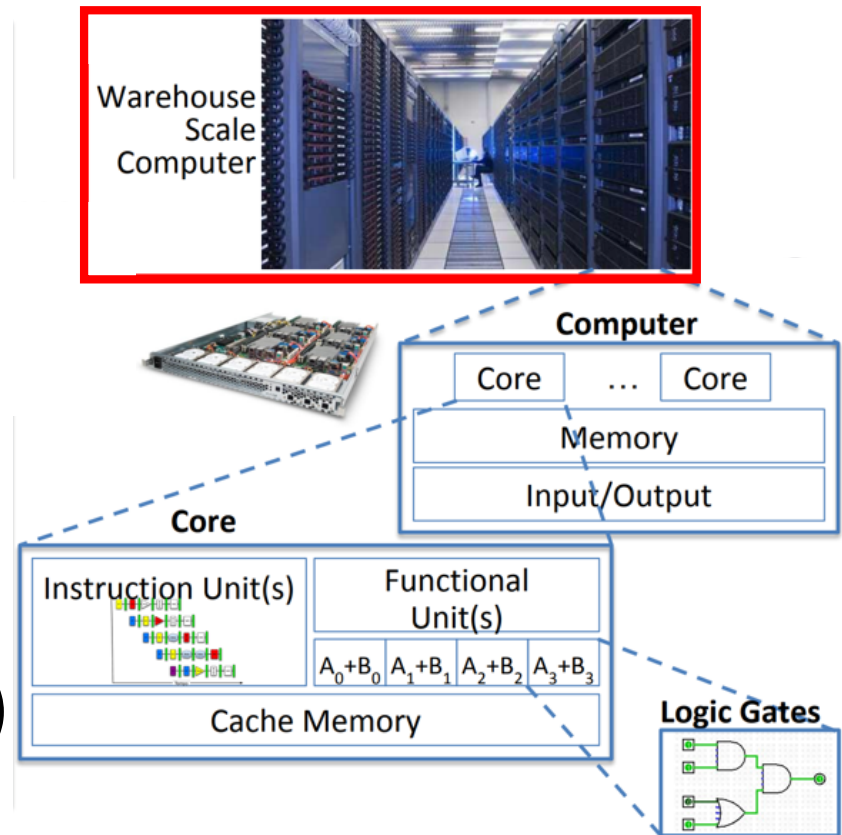 Warehouse
Scale
Computer
Computer
Core
…
Core
Memory
Input/Output
Core
Instruction Unit(s)
Functional
Unit(s)
A₀+B₀
A₁+B₁
A₂+B₂
A₃+B₃
Cache Memory
)
Logic Gates